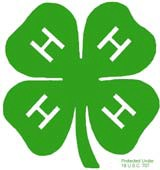 H H
H H
Protected Under
18 U.S.C. 707